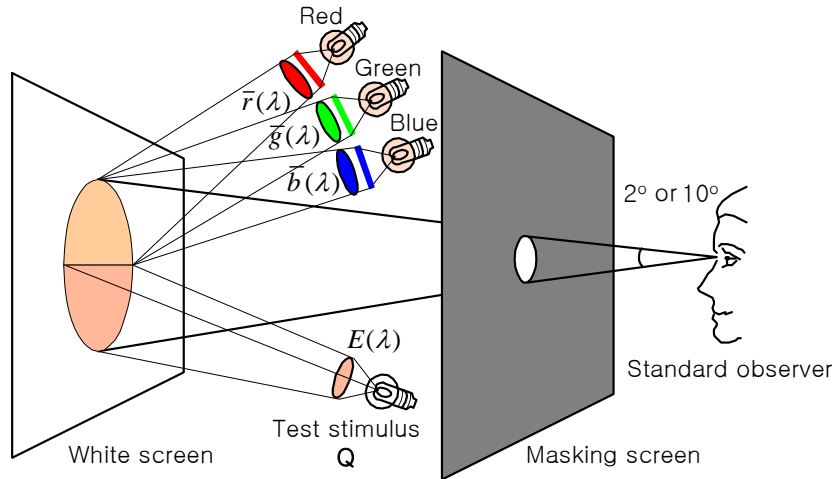 Red
Green
Blue
r̅(λ)
g̅(λ)
b̅(λ)
2° or 10°
E(λ)
Standard observer
Test stimulus
Q
White screen
Masking screen